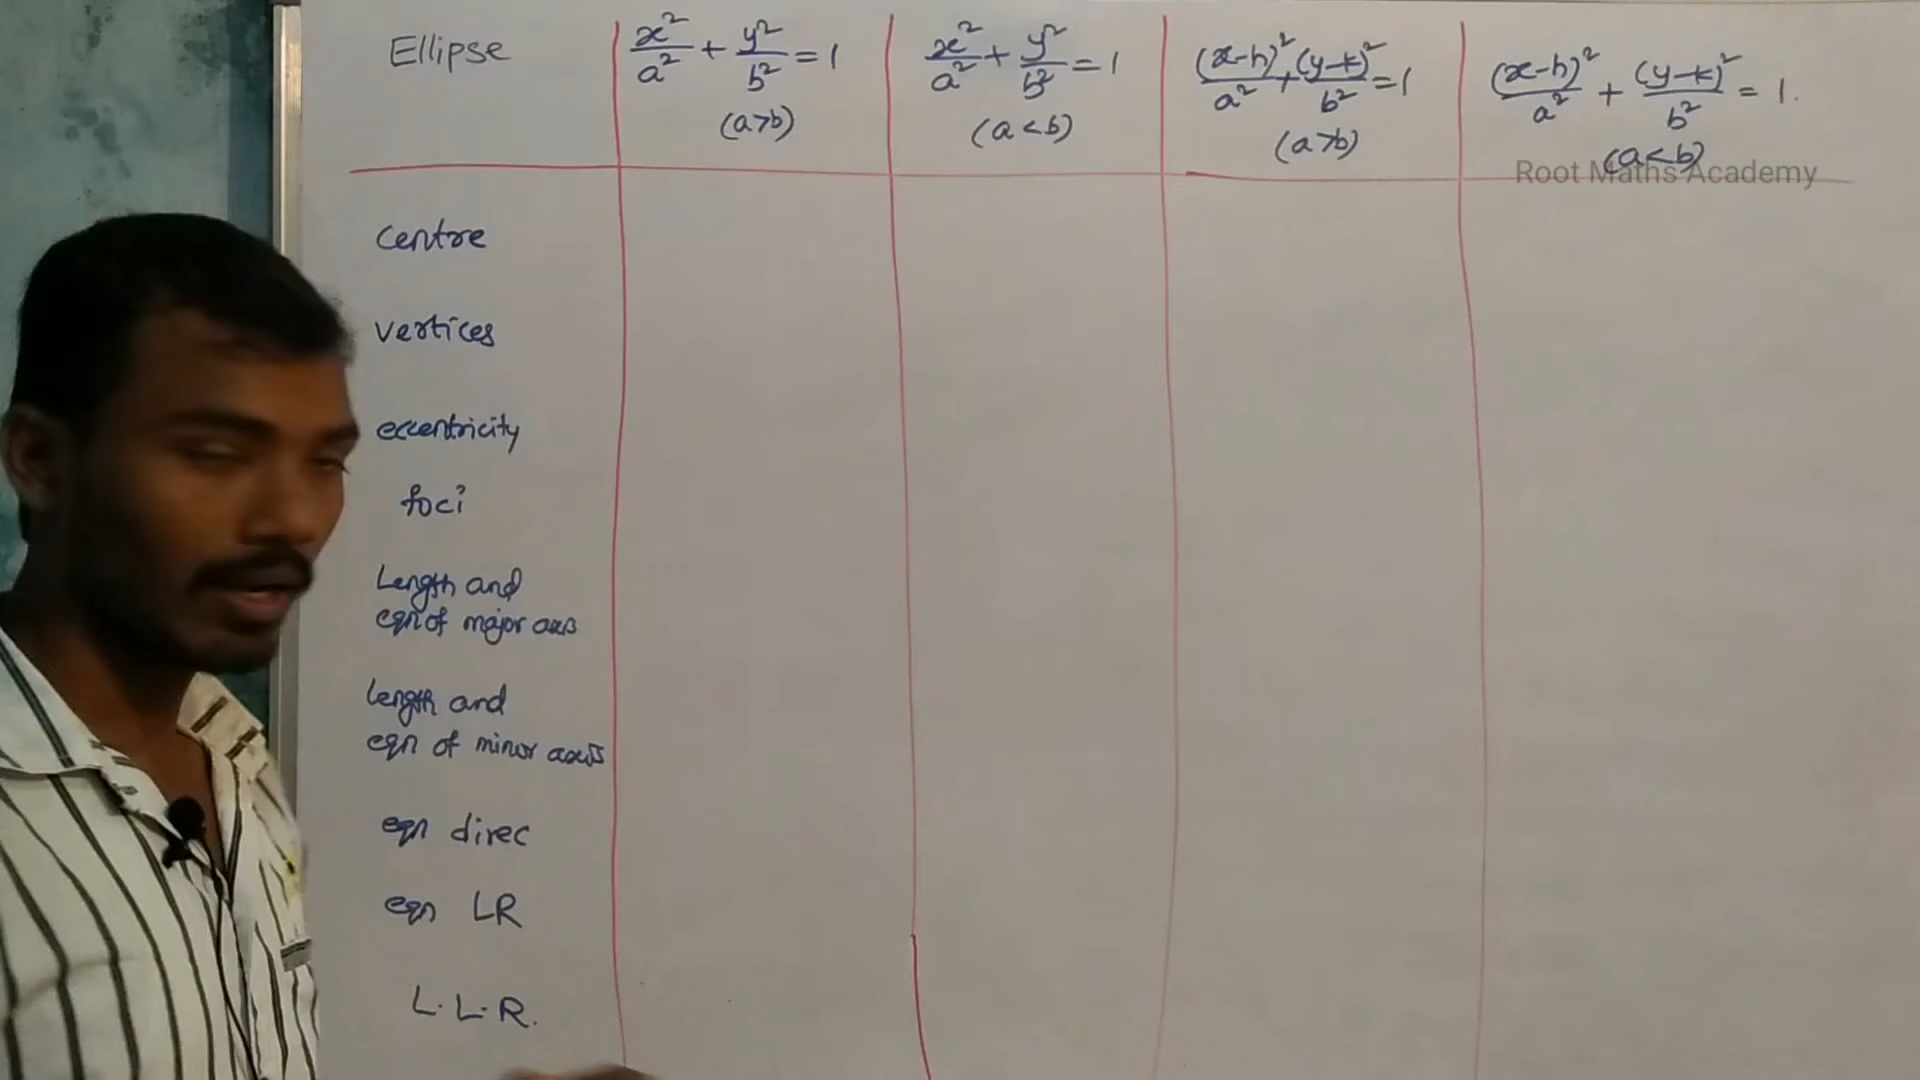 Ellipse
x²/a² + y²/b² = 1
(a>b)
x²/a² + y²/b² = 1
(a<b)
(x-h)²/a² + (y-k)²/b² = 1
(a>b)
(x-h)²/a² + (y-k)²/b² = 1.
(a<b)
Root Maths Academy
Centre
vertices
eccentricity
foci
Length and
eqn of major axis
Length and
eqn of minor axis
eqn direc
eqn LR
L. L. R.